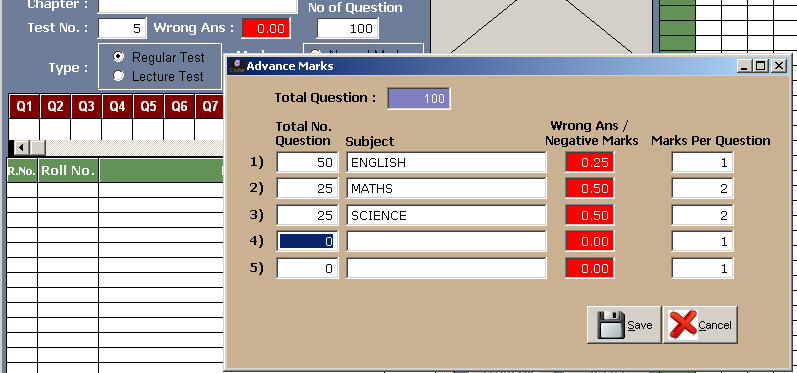 Chapter :
No of Question
Test No. : 5 Wrong Ans : 0.00 100
Type : Regular Test
Lecture Test
Q1 Q2 Q3 Q4 Q5 Q6 Q7
R.No. Roll No.
Advance Marks
Total Question : 100
Total No. Question Subject Wrong Ans / Negative Marks Marks Per Question
1) 50 ENGLISH 0.25 1
2) 25 MATHS 0.50 2
3) 25 SCIENCE 0.50 2
4) 0 0.00 1
5) 0 0.00 1
Save Cancel